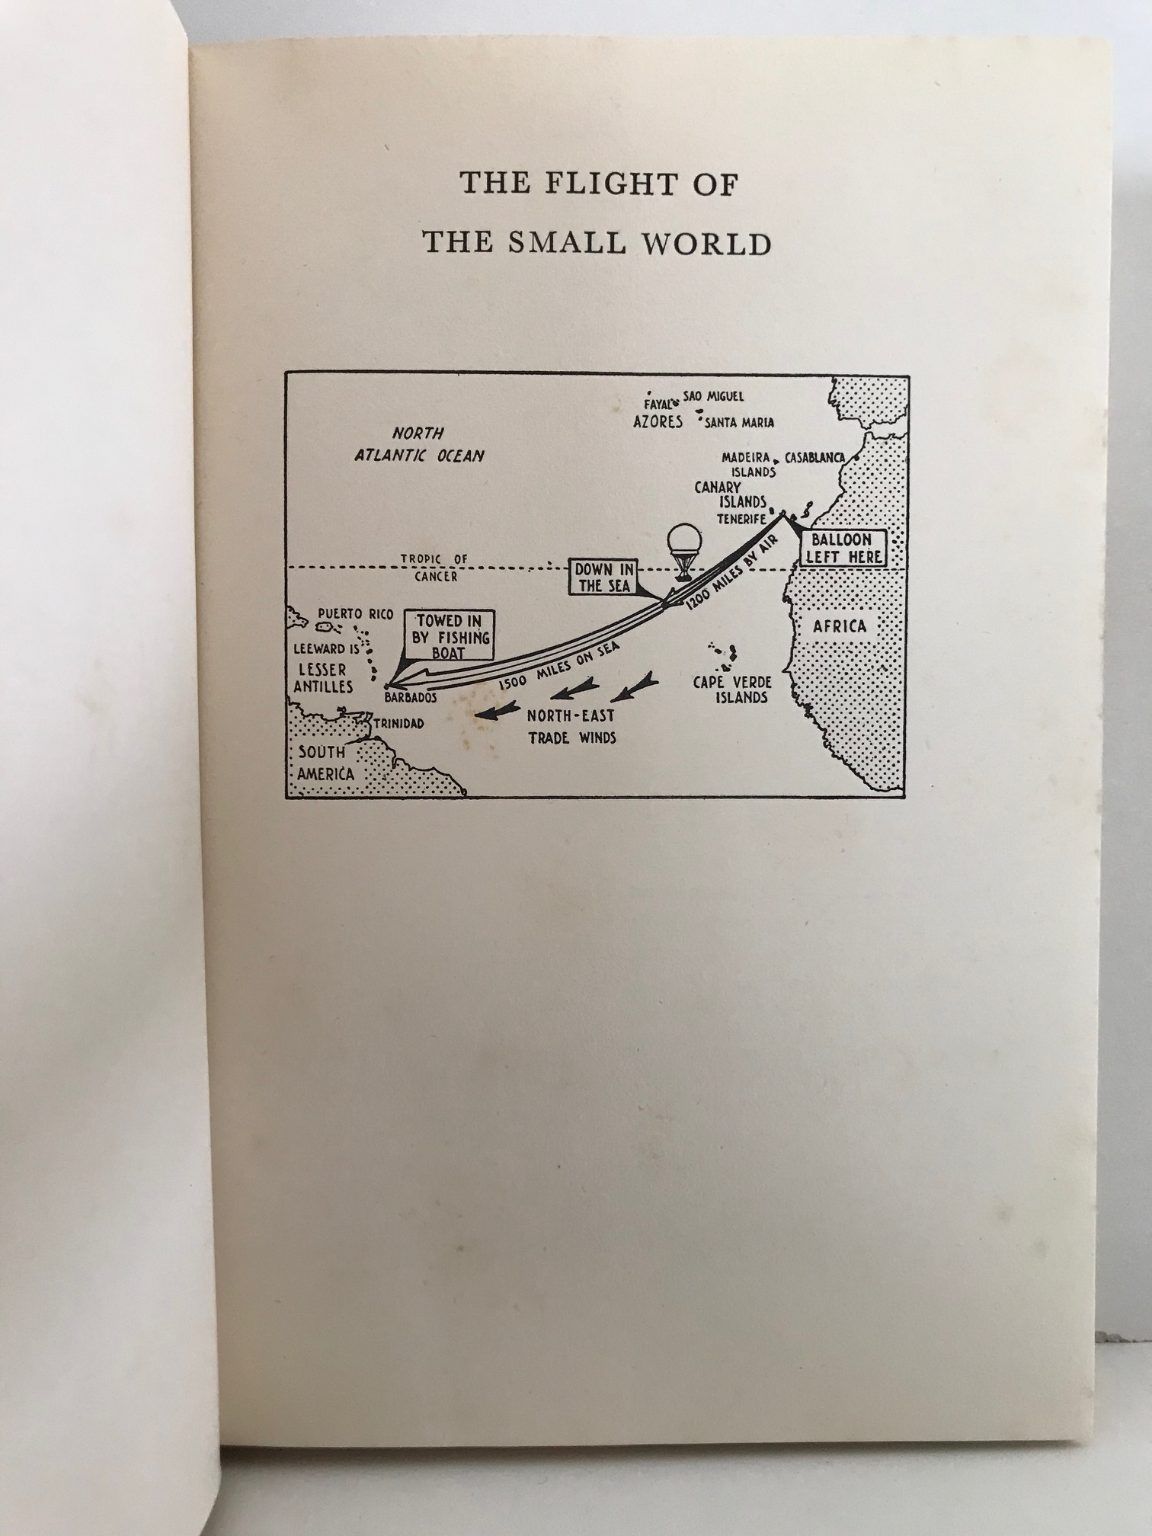 THE FLIGHT OF
THE SMALL WORLD
NORTH
ATLANTIC OCEAN
FAYAL
SAO MIGUEL
AZORES
SANTA MARIA
MADEIRA
ISLANDS
CASABLANCA
CANARY
ISLANDS
TENERIFE
BALLOON
LEFT HERE
TROPIC OF
CANCER
DOWN IN
THE SEA
1200 MILES BY AIR
PUERTO RICO
TOWED IN
BY FISHING
BOAT
AFRICA
LEEWARD IS
LESSER
ANTILLES
1500 MILES ON SEA
BARBADOS
CAPE VERDE
ISLANDS
NORTH-EAST
TRADE WINDS
TRINIDAD
SOUTH
AMERICA